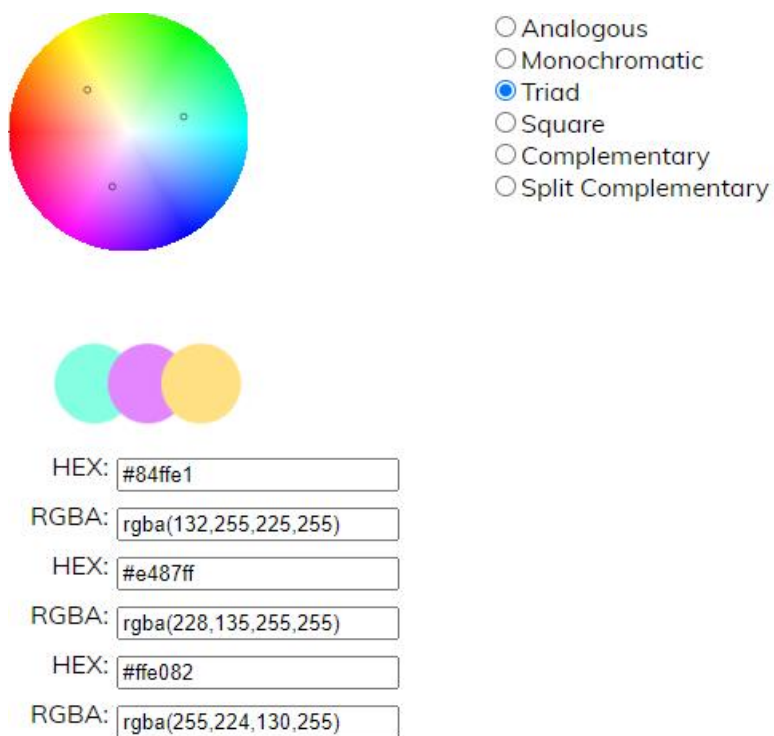 Analogous
Monochromatic
Triad
Square
Complementary
Split Complementary
HEX: #84ffe1
RGBA: rgba(132,255,225,255)
HEX: #e487ff
RGBA: rgba(228,135,255,255)
HEX: #ffe082
RGBA: rgba(255,224,130,255)